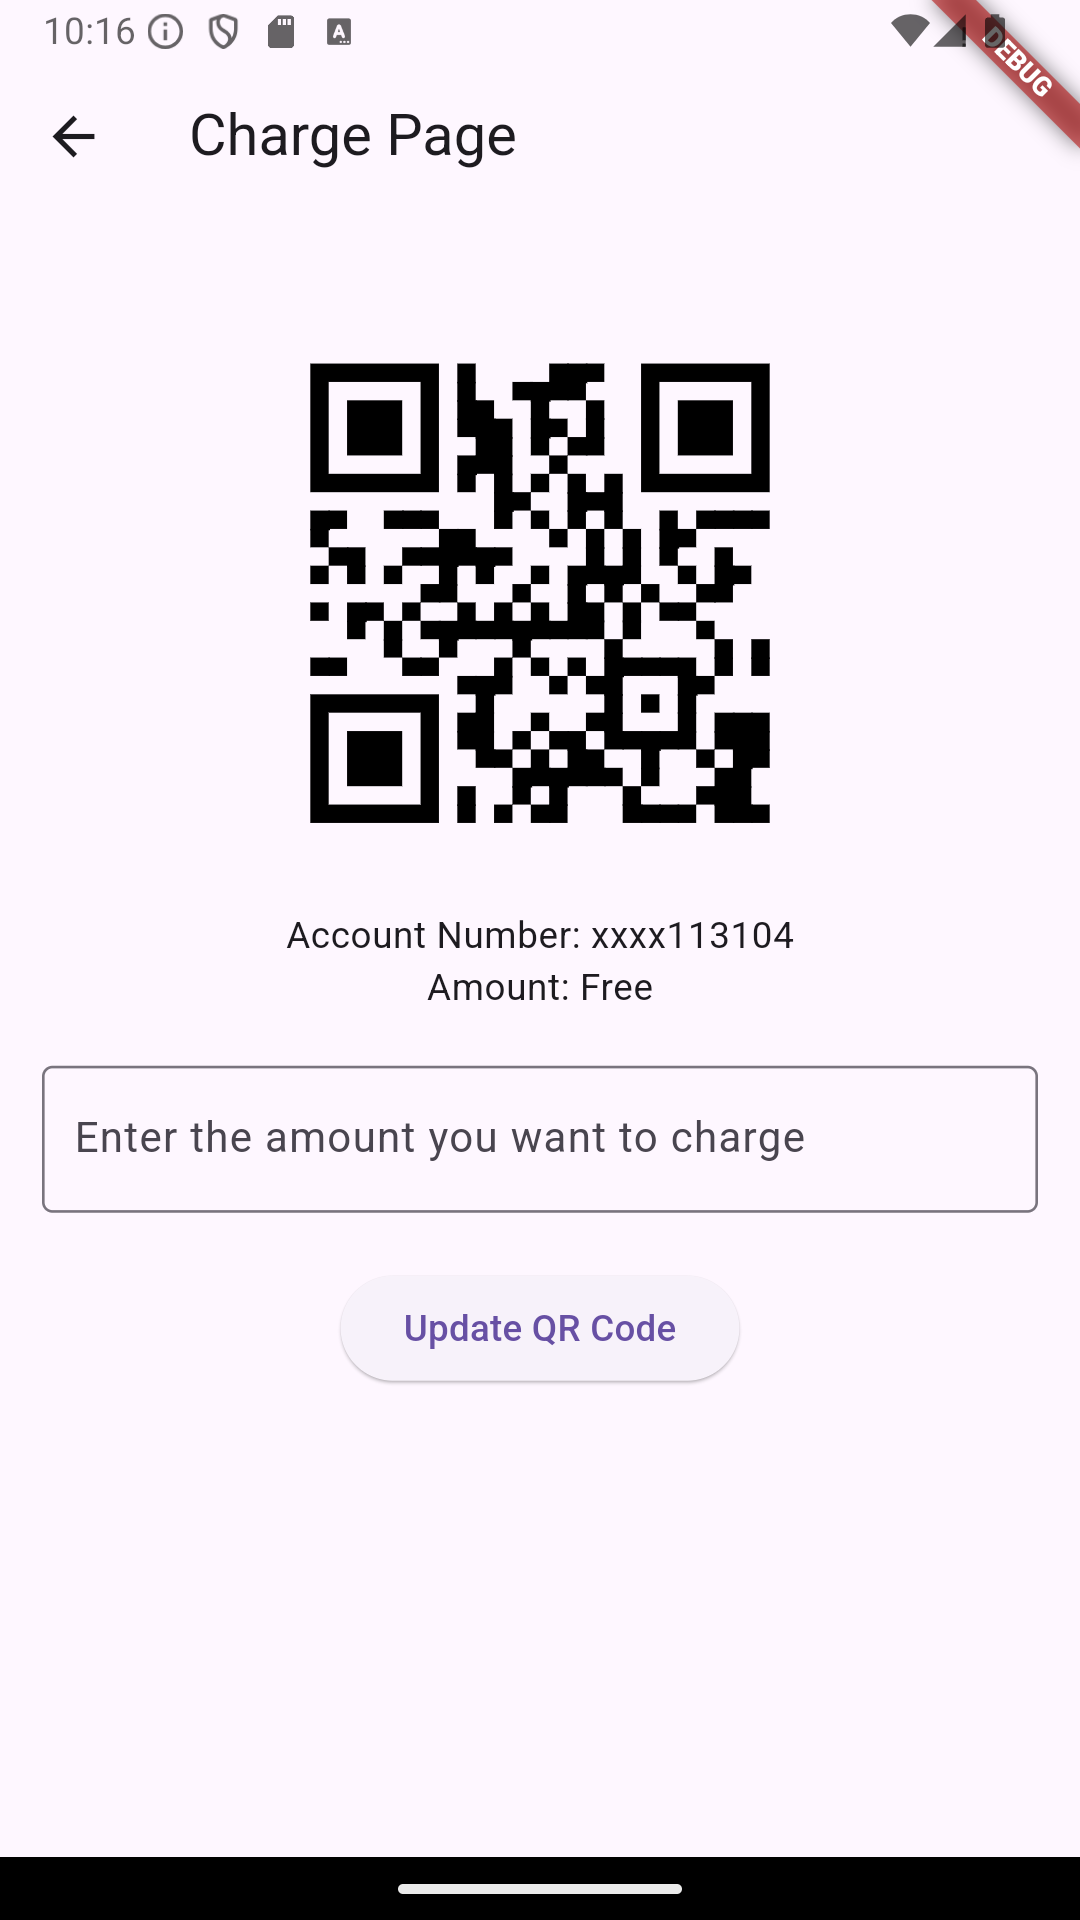 10:16
DEBUG
Charge Page
Account Number: xxxx113104
Amount: Free
Enter the amount you want to charge
Update QR Code